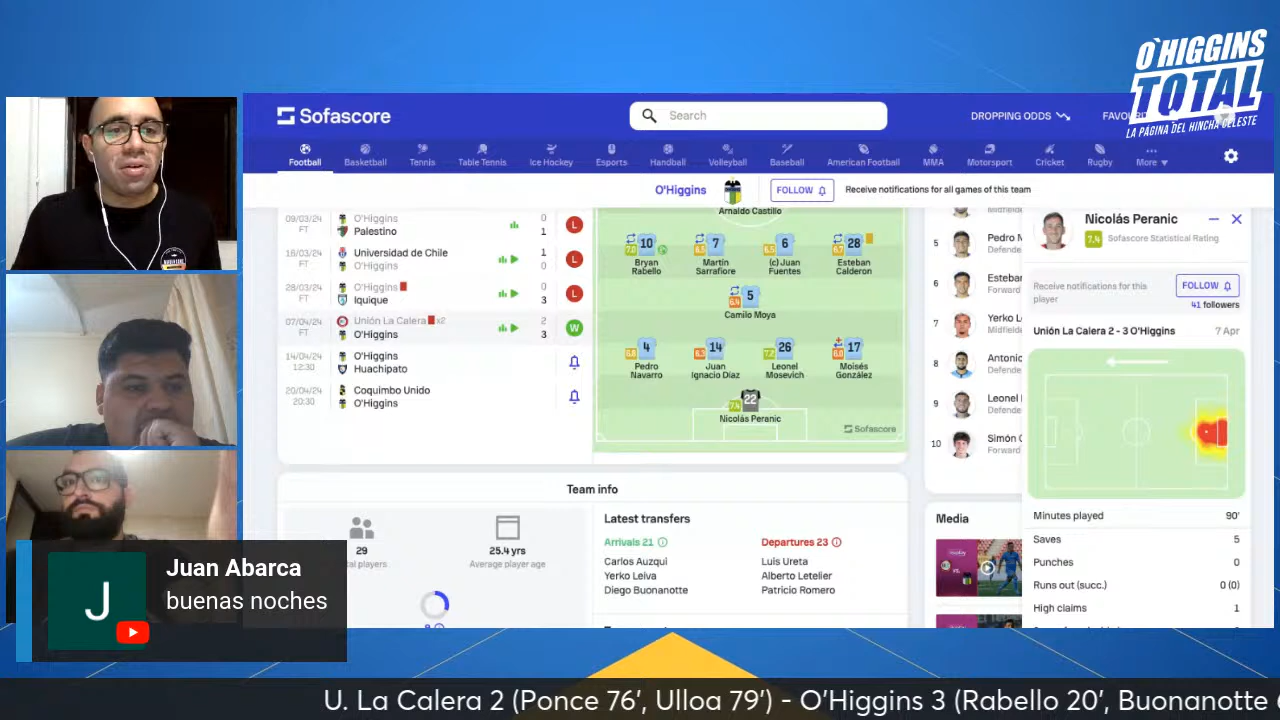 O'HIGGINS
TOTAL
LA PÁGINA DEL HINCHA CELESTE
Sofascore
Search
DROPPING ODDS
Football
Basketball
Tennis
Table Tennis
Ice Hockey
Esports
Handball
Volleyball
Baseball
American Football
MMA
Motorsport
Cricket
Rugby
More
O'Higgins
FOLLOW
Receive notifications for all games of this team
09/03/24
FT
O'Higgins
Palestino
0
1
L
18/03/24
FT
Universidad de Chile
O'Higgins
1
0
L
28/03/24
FT
O'Higgins
Iquique
0
3
L
07/04/24
FT
Unión La Calera x2
O'Higgins
2
3
W
14/04/24
12:30
O'Higgins
Huachipato
20/04/24
20:30
Coquimbo Unido
O'Higgins
Arnaldo Castillo
10
Bryan
Rabello
7
Martín
Sarrafiore
6
(c) Juan
Fuentes
28
Esteban
Calderon
6.4
5
Camilo Moya
4
Pedro
Navarro
14
Juan
Ignacio Díaz
26
Leonel
Mosevich
17
Moisés
González
22
Nicolás Peranic
Sofascore
5
Pedro
6
Esteban
Forward
7
Yerko
8
Antonio
9
Leonel
10
Simón
Forward
Nicolás Peranic
7.4
Sofascore Statistical Rating
Receive notifications for this
player
FOLLOW
41 followers
Unión La Calera 2 - 3 O'Higgins
7 Apr
Minutes played
90'
Saves
5
Punches
0
Runs out (succ.)
0 (0)
High claims
1
Team info
29
25.4 yrs
Average player age
Latest transfers
Arrivals 21
Carlos Auzqui
Yerko Leiva
Diego Buonanotte
Departures 23
Luis Ureta
Alberto Letelier
Patricio Romero
Media
J
Juan Abarca
buenas noches
U. La Calera 2 (Ponce 76', Ulloa 79') - O'Higgins 3 (Rabello 20', Buonanotte